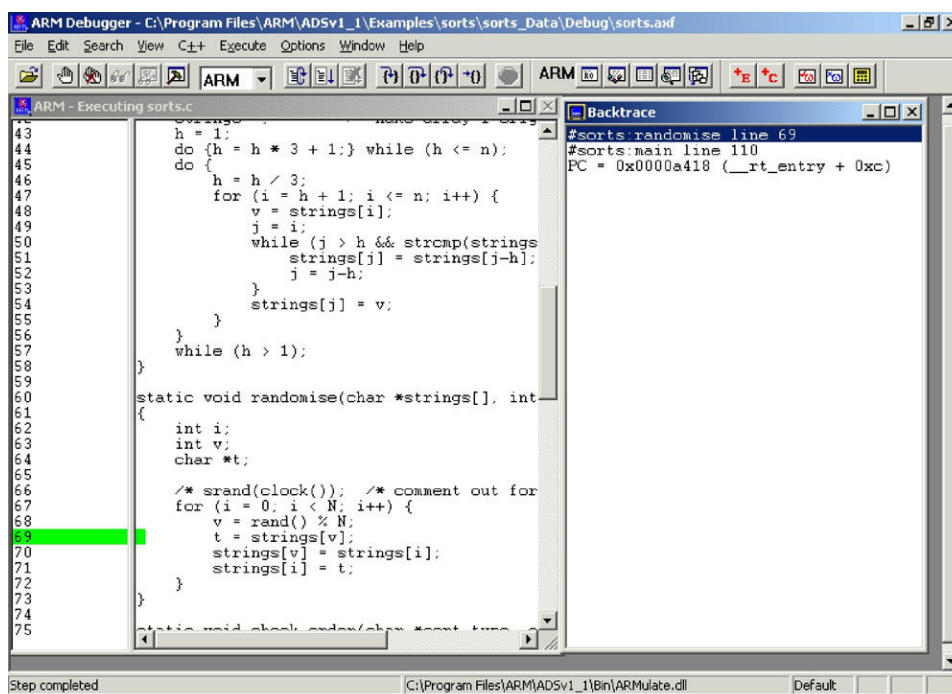 ARM Debugger - C:\Program Files\ARM\ADSv1_1\Examples\sorts\sorts_Data\Debug\sorts.axf
File Edit Search View C++ Execute Options Window Help
ARM
ARM
ARM - Executing sorts.c
43 h = 1;
44 do {h = h * 3 + 1;} while (h <= n);
45 do {
46 h = h / 3;
47 for (i = h + 1; i <= n; i++) {
48 v = strings[i];
49 j = i;
50 while (j > h && strcmp(strings
51 strings[j] = strings[j-h];
52 j = j-h;
53 }
54 strings[j] = v;
55 }
56 }
57 while (h > 1);
58 }
59
60 static void randomise(char *strings[], int
61 {
62 int i;
63 int v;
64 char *t;
65
66 /* srand(clock()); /* comment out for
67 for (i = 0; i < N; i++) {
68 v = rand() % N;
69 t = strings[v];
70 strings[v] = strings[i];
71 strings[i] = t;
72 }
73 }
74
75 static void check_order(char *sort_type,
Backtrace
#sorts:randomise line 69
#sorts:main line 110
PC = 0x0000a418 (__rt_entry + 0xc)
Step completed
C:\Program Files\ARM\ADSv1_1\Bin\ARMulate.dll
Default